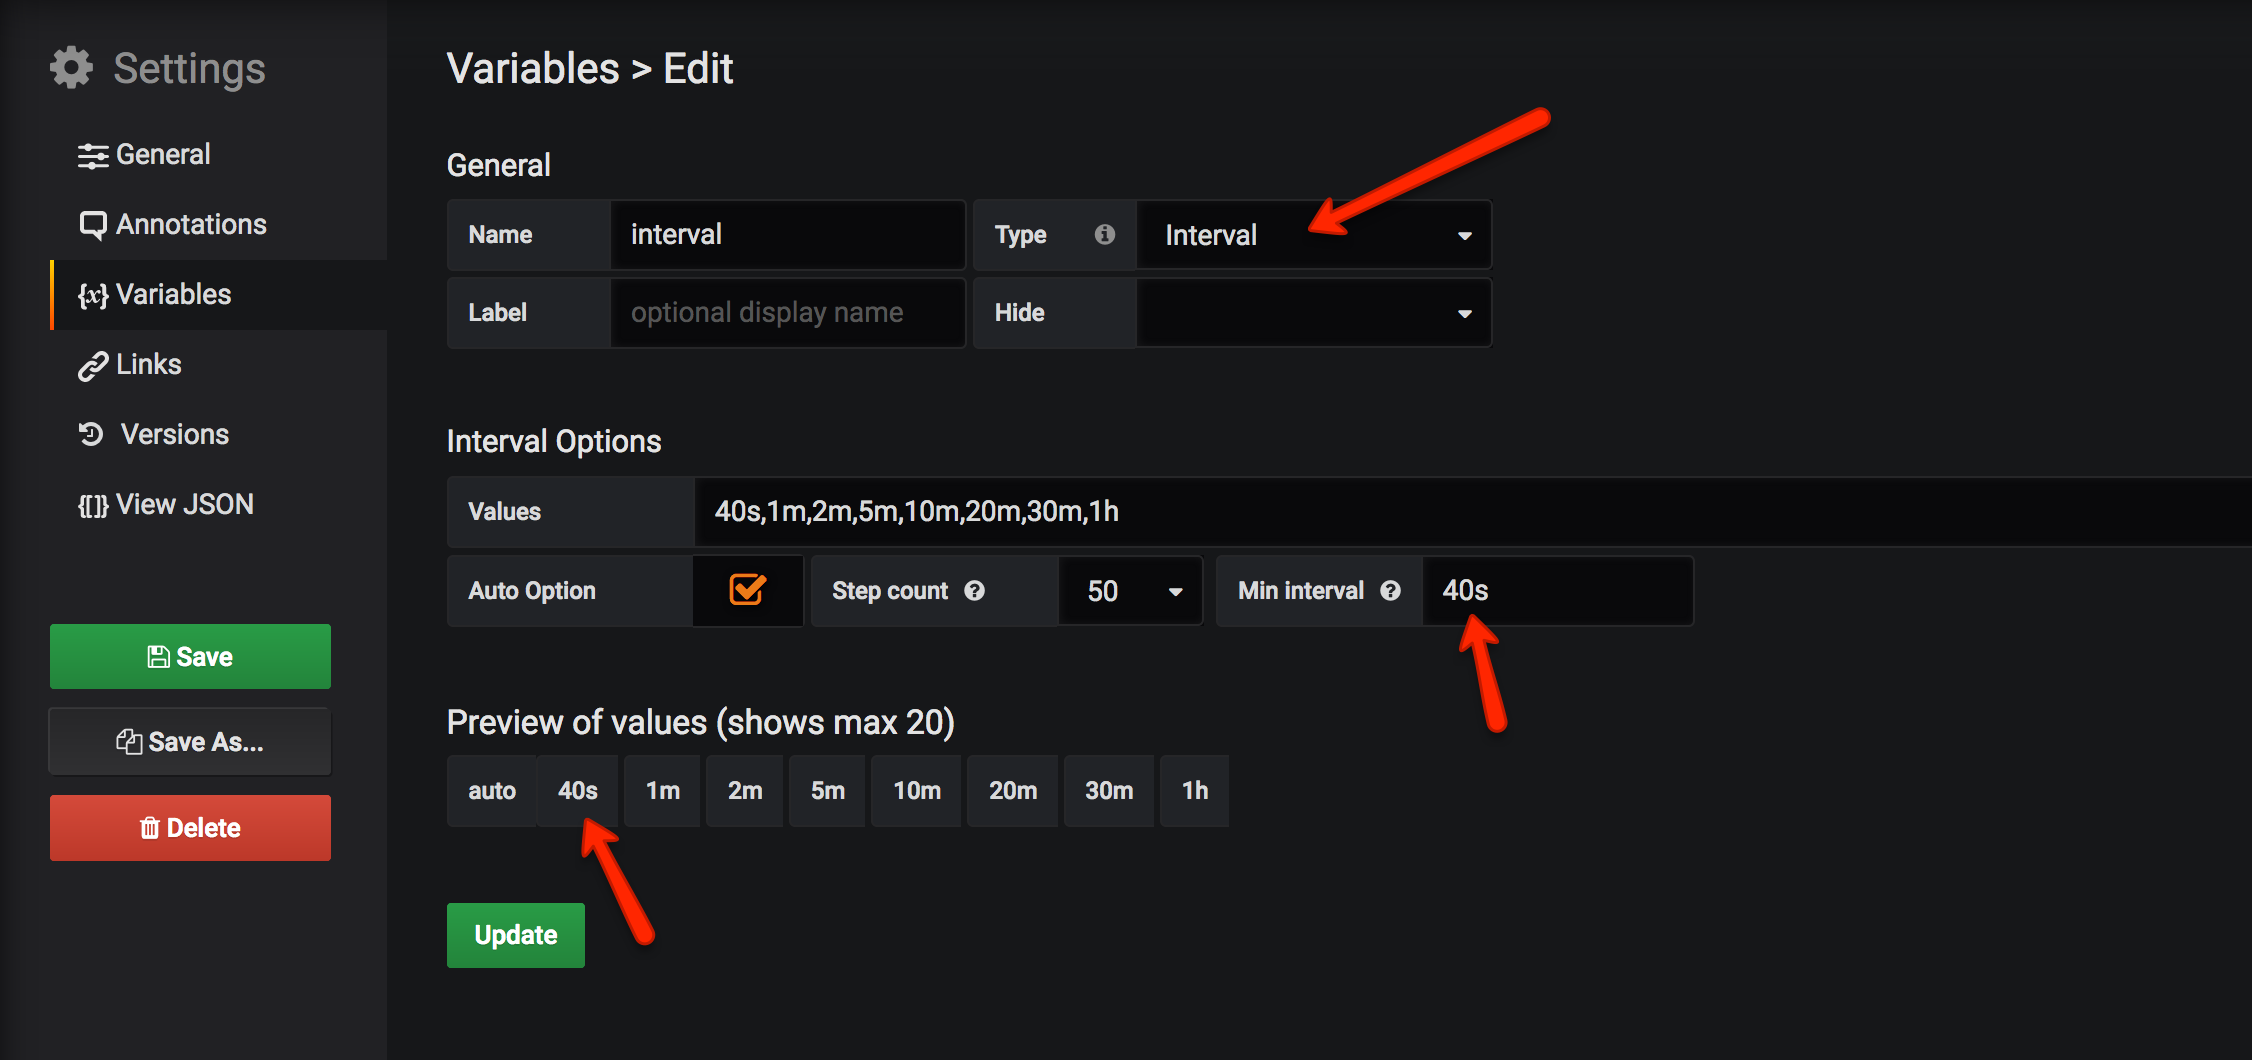 Settings
General
Annotations
Variables
Links
Versions
View JSON
Save
Save As...
Delete
Variables > Edit
General
Name interval Type Interval
Label optional display name Hide
Interval Options
Values 40s,1m,2m,5m,10m,20m,30m,1h
Auto Option Step count 50 Min interval 40s
Preview of values (shows max 20)
auto 40s 1m 2m 5m 10m 20m 30m 1h
Update